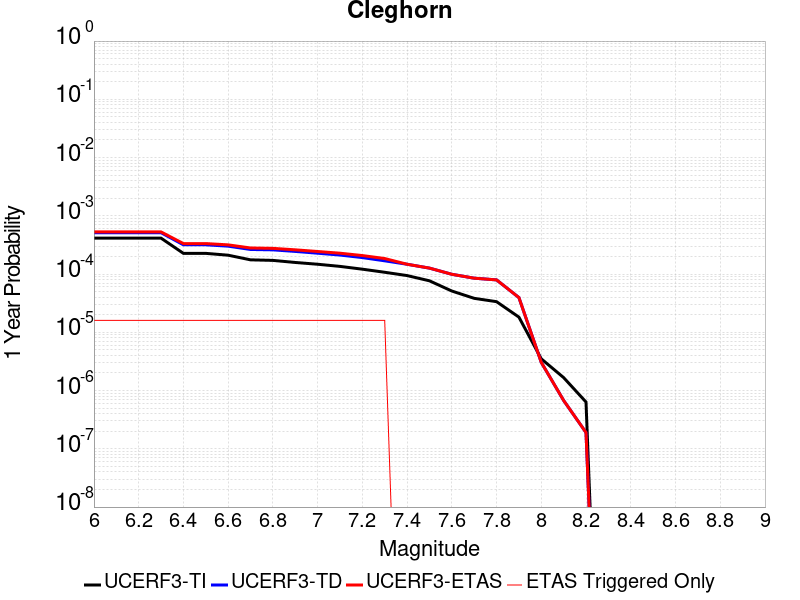 Cleghorn
10^0
10^-1
10^-2
10^-3
10^-4
10^-5
10^-6
10^-7
10^-8
1 Year Probability
6 6.2 6.4 6.6 6.8 7 7.2 7.4 7.6 7.8 8 8.2 8.4 8.6 8.8 9
Magnitude
UCERF3-TI UCERF3-TD UCERF3-ETAS ETAS Triggered Only